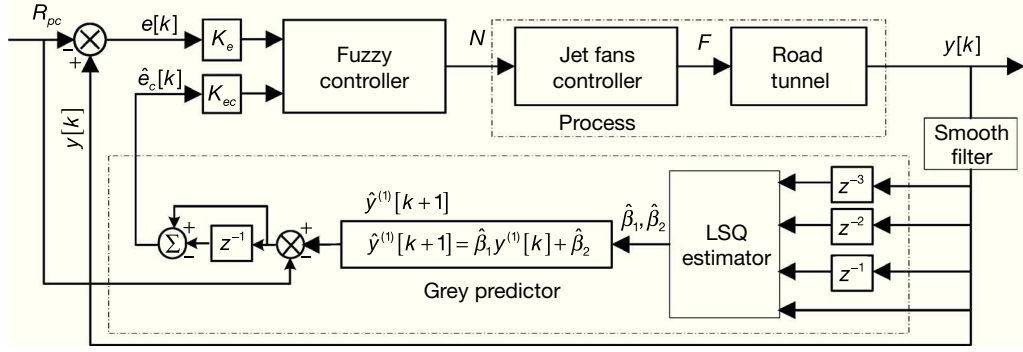 R_pc
e[k]
K_e
Fuzzy
controller
N
Jet fans
controller
F
Road
tunnel
y[k]
−
+
ê_c[k]
K_ec
Process
y[k]
Smooth
filter
ŷ^(1)[k+1]
ŷ^(1)[k+1] = β̂_1 y^(1)[k] + β̂_2
β̂_1, β̂_2
LSQ
estimator
z^−3
z^−2
z^−1
Σ
+
−
z^−1
+
−
Grey predictor